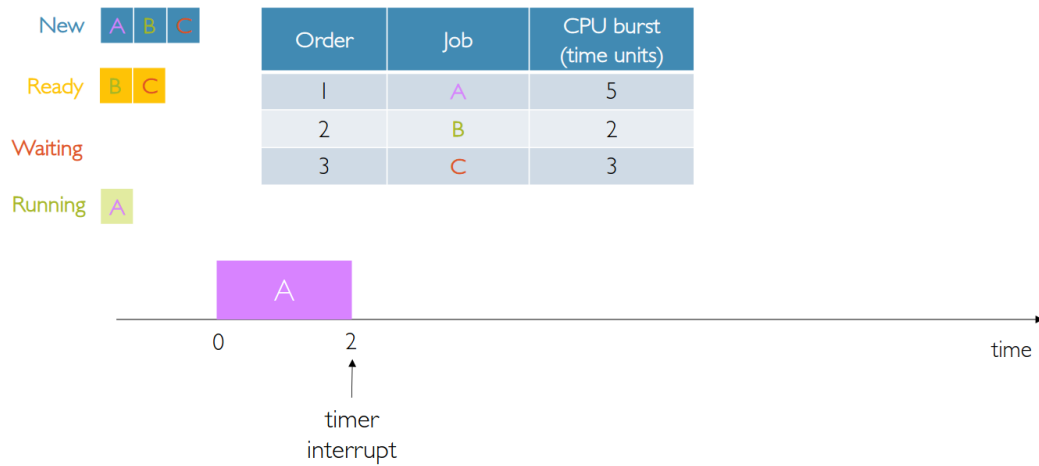 New A B C
Ready B C
Waiting
Running A
Order Job CPU burst
(time units)
1 A 5
2 B 2
3 C 3
A
0 2
time
timer
interrupt